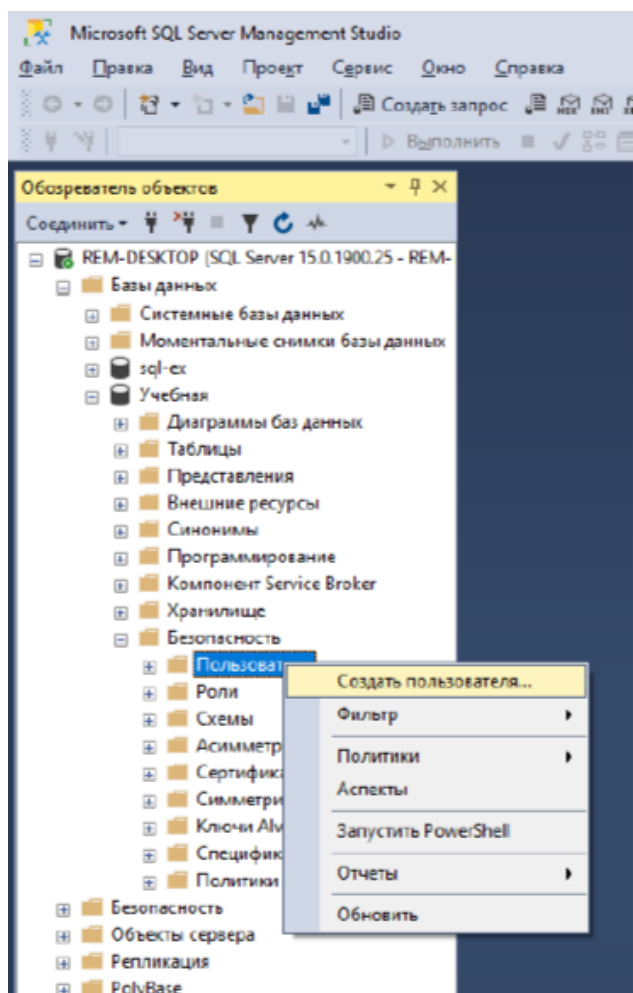 Microsoft SQL Server Management Studio
Файл Правка Вид Проект Сервис Окно Справка
Создать запрос
Выполнить
Обозреватель объектов
Соединить
REM-DESKTOP (SQL Server 15.0.1900.25 - REM-
Базы данных
Системные базы данных
Моментальные снимки базы данных
sql-ex
Учебная
Диаграммы баз данных
Таблицы
Представления
Внешние ресурсы
Синонимы
Программирование
Компонент Service Broker
Хранилище
Безопасность
Пользоват
Создать пользователя...
Роли
Фильтр
Схемы
Асимметр
Политики
Сертифика
Аспекты
Симметри
Ключи Alw
Запустить PowerShell
Специфик
Отчеты
Политики
Обновить
Безопасность
Объекты сервера
Репликация
PolyBase